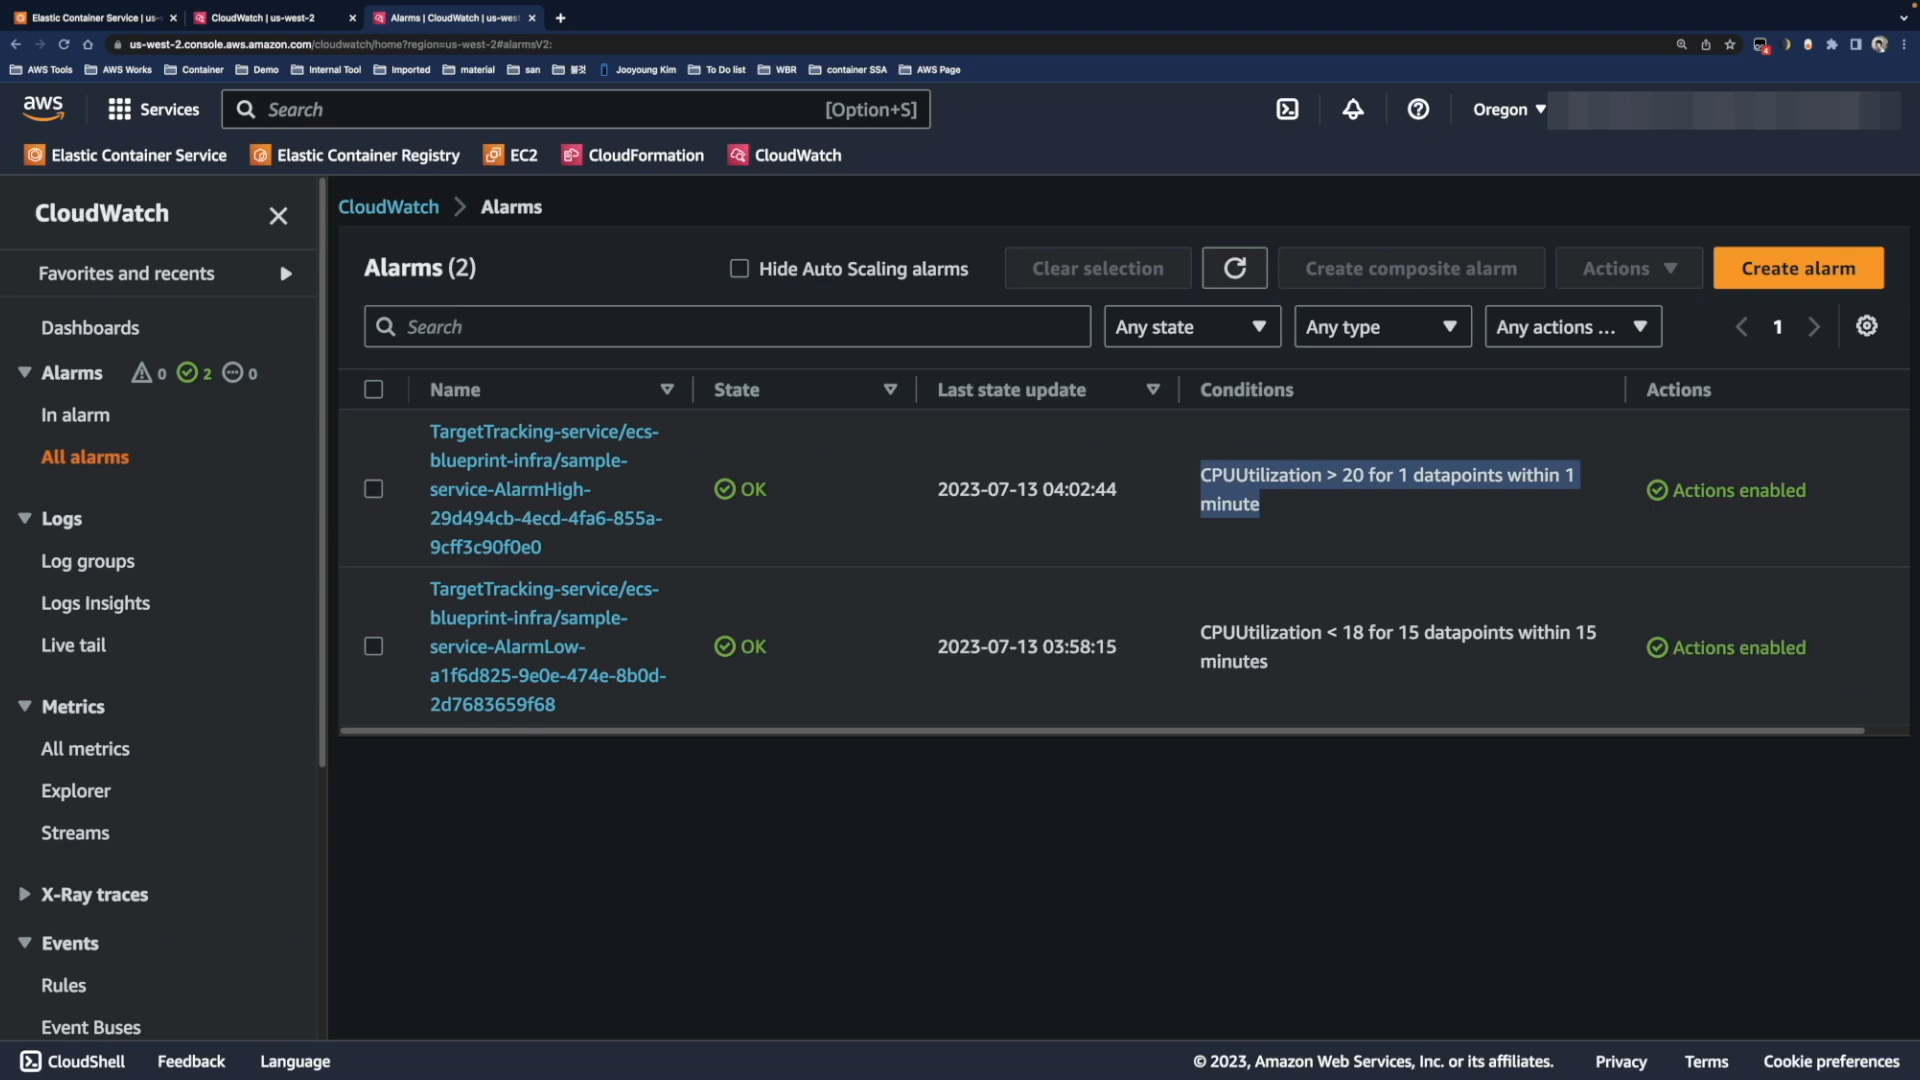 Elastic Container Service | us-
CloudWatch | us-west-2
Alarms | CloudWatch | us-west
us-west-2.console.aws.amazon.com/cloudwatch/home?region=us-west-2#alarmsV2:
AWS Tools
AWS Works
Container
Demo
Internal Tool
Imported
material
san
붙것
Jooyoung Kim
To Do list
WBR
container SSA
AWS Page
aws
Services
Search
[Option+S]
Oregon
Elastic Container Service
Elastic Container Registry
EC2
CloudFormation
CloudWatch
CloudWatch
Favorites and recents
Dashboards
Alarms 0 2 0
In alarm
All alarms
Logs
Log groups
Logs Insights
Live tail
Metrics
All metrics
Explorer
Streams
X-Ray traces
Events
Rules
Event Buses
CloudWatch > Alarms
Alarms (2)
Hide Auto Scaling alarms
Clear selection
Create composite alarm
Actions
Create alarm
Search
Any state
Any type
Any actions ...
1
Name
State
Last state update
Conditions
Actions
TargetTracking-service/ecs-
blueprint-infra/sample-
service-AlarmHigh-
29d494cb-4ecd-4fa6-855a-
9cff3c90f0e0
OK
2023-07-13 04:02:44
CPUUtilization > 20 for 1 datapoints within 1
minute
Actions enabled
TargetTracking-service/ecs-
blueprint-infra/sample-
service-AlarmLow-
a1f6d825-9e0e-474e-8b0d-
2d7683659f68
OK
2023-07-13 03:58:15
CPUUtilization < 18 for 15 datapoints within 15
minutes
Actions enabled
CloudShell
Feedback
Language
© 2023, Amazon Web Services, Inc. or its affiliates.
Privacy
Terms
Cookie preferences